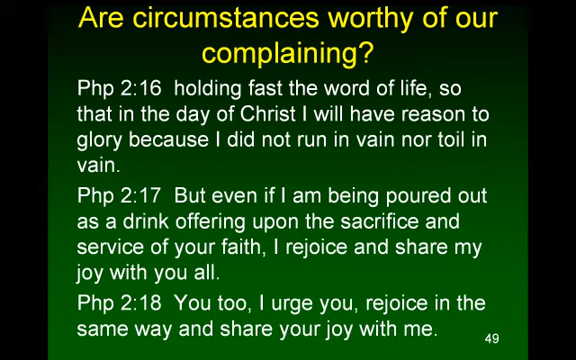 Are circumstances worthy of our
complaining?
Php 2:16 holding fast the word of life, so
that in the day of Christ I will have reason to
glory because I did not run in vain nor toil in
vain.
Php 2:17 But even if I am being poured out
as a drink offering upon the sacrifice and
service of your faith, I rejoice and share my
joy with you all.
Php 2:18 You too, I urge you, rejoice in the
same way and share your joy with me.
49